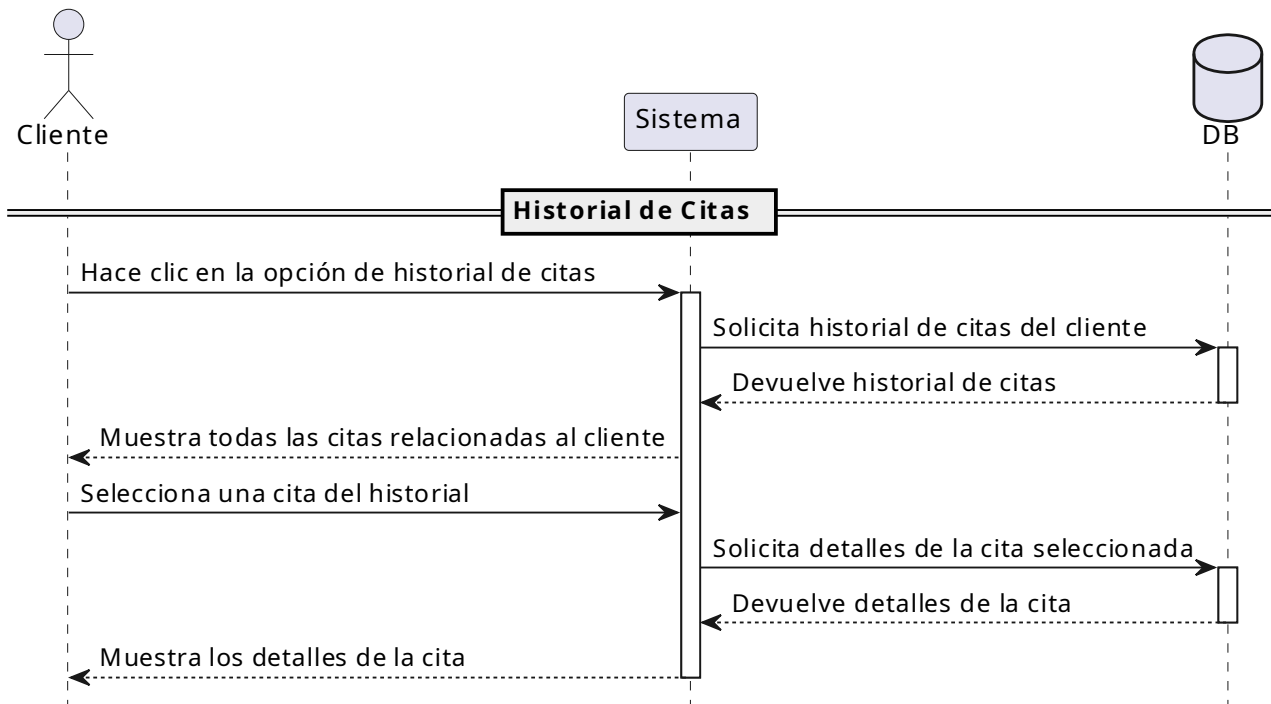 Cliente
Sistema
DB
Historial de Citas
Hace clic en la opción de historial de citas
Solicita historial de citas del cliente
Devuelve historial de citas
Muestra todas las citas relacionadas al cliente
Selecciona una cita del historial
Solicita detalles de la cita seleccionada
Devuelve detalles de la cita
Muestra los detalles de la cita